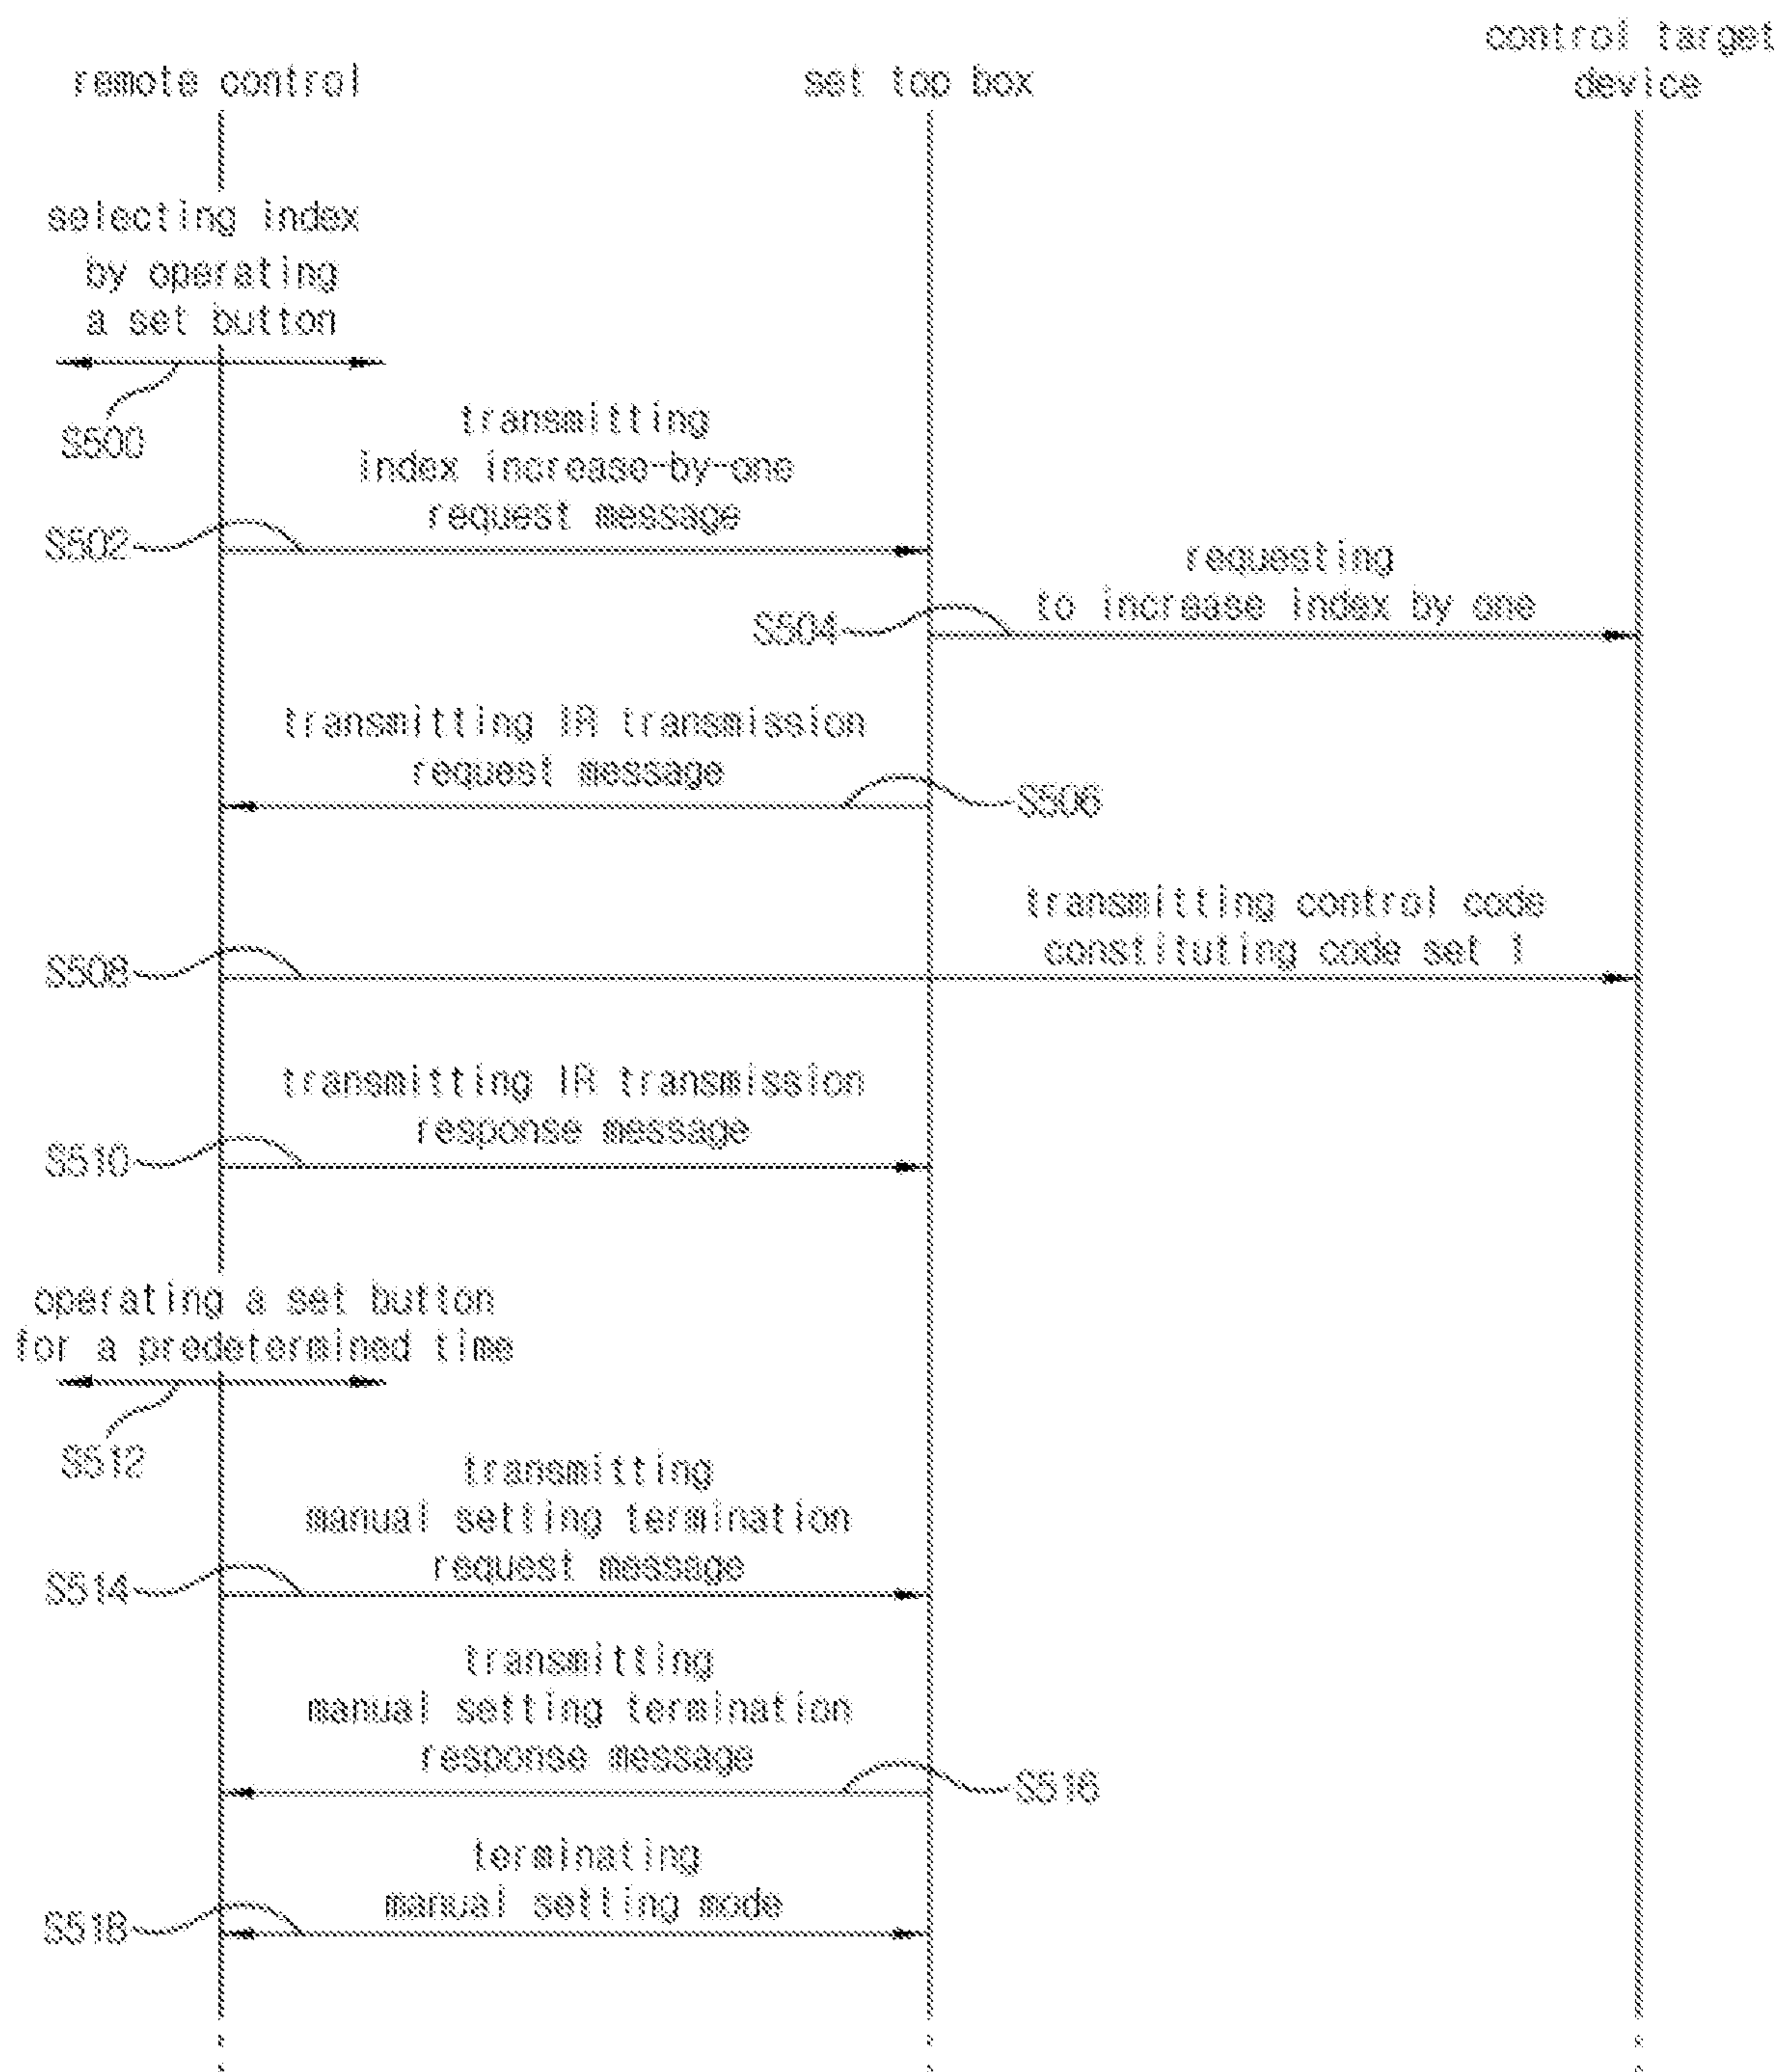 remote control
set top box
control target
device
selecting index
by operating
a set button
S500
transmitting
index increase-by-one
request message
S502
requesting
to increase index by one
S504
transmitting IR transmission
request message
S506
transmitting control code
constituting code set 1
S508
transmitting IR transmission
response message
S510
operating a set button
for a predetermined time
S512
transmitting
manual setting termination
request message
S514
transmitting
manual setting termination
response message
S516
terminating
manual setting mode
S518